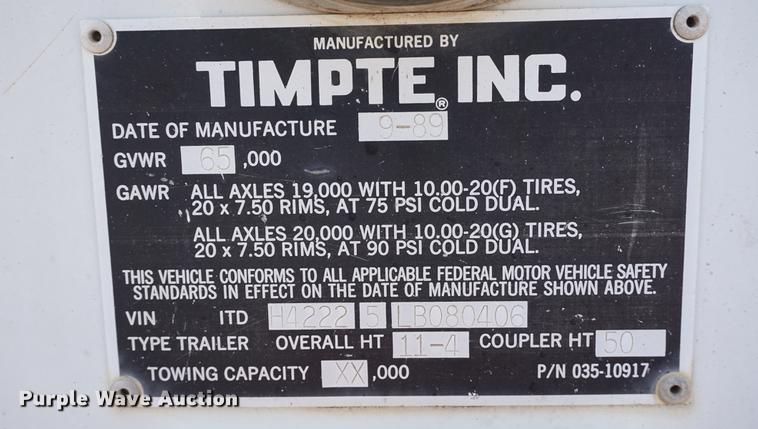 MANUFACTURED BY
TIMPTE® INC.
DATE OF MANUFACTURE 9-89
GVWR 65 ,000
GAWR ALL AXLES 19,000 WITH 10.00-20(F) TIRES,
20 x 7.50 RIMS, AT 75 PSI COLD DUAL.
ALL AXLES 20,000 WITH 10.00-20(G) TIRES,
20 x 7.50 RIMS, AT 90 PSI COLD DUAL.
THIS VEHICLE CONFORMS TO ALL APPLICABLE FEDERAL MOTOR VEHICLE SAFETY
STANDARDS IN EFFECT ON THE DATE OF MANUFACTURE SHOWN ABOVE.
VIN 1TD H4222 5 LB080406
TYPE TRAILER OVERALL HT 11-4 COUPLER HT 50
TOWING CAPACITY XX ,000 P/N 035-10917
Purple Wave Auction